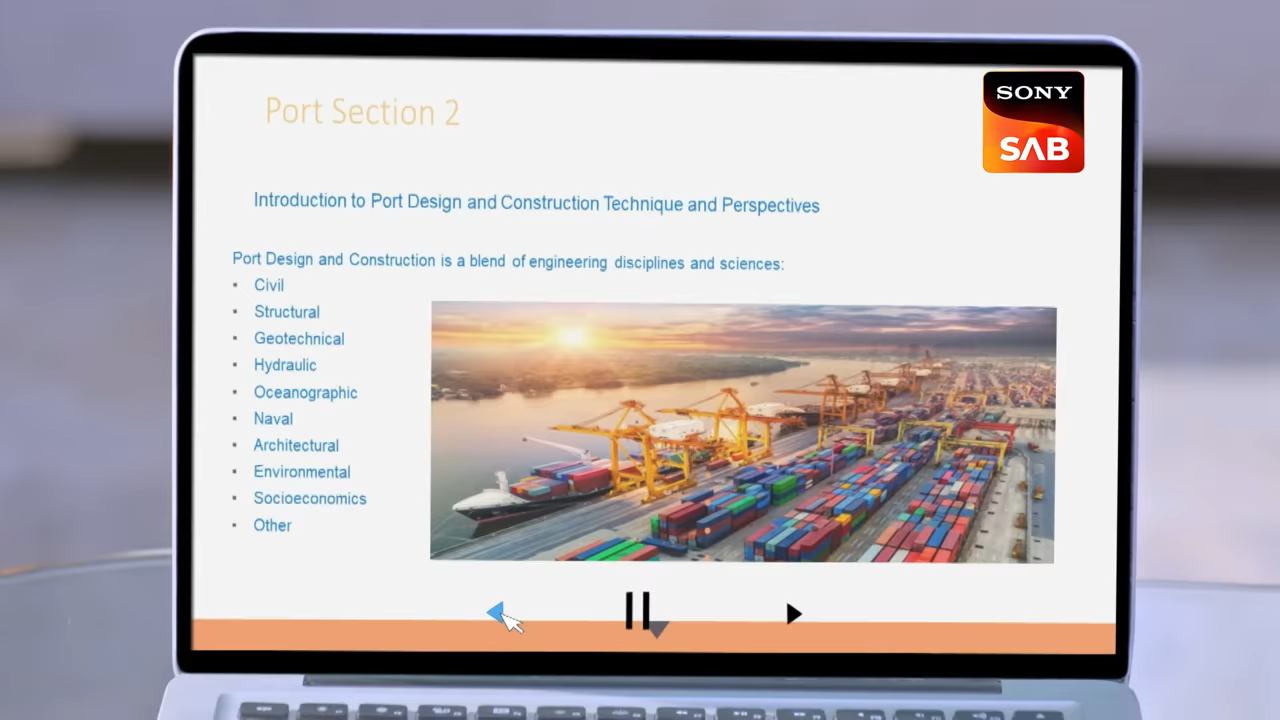 Port Section 2
SONY
SAB
Introduction to Port Design and Construction Technique and Perspectives
Port Design and Construction is a blend of engineering disciplines and sciences:
▪ Civil
▪ Structural
▪ Geotechnical
▪ Hydraulic
▪ Oceanographic
▪ Naval
▪ Architectural
▪ Environmental
▪ Socioeconomics
▪ Other